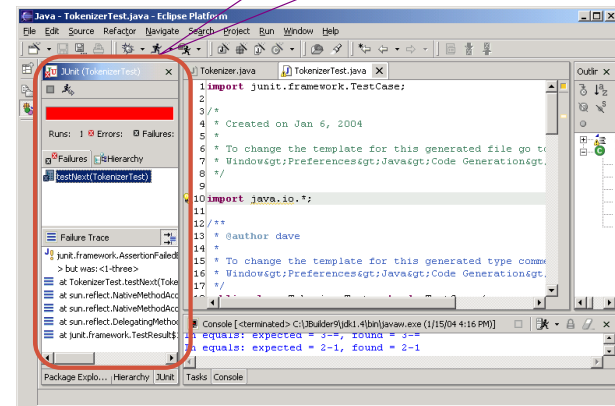 Java - TokenizerTest.java - Eclipse Platform
File Edit Source Refactor Navigate Search Project Run Window Help
JUnit (TokenizerTest)
Tokenizer.java
TokenizerTest.java
Outlir
Runs: 1 Errors: 0 Failures:
Failures
Hierarchy
testNext(TokenizerTest)
Failure Trace
junit.framework.AssertionFailedE
> but was:<1-three>
at TokenizerTest.testNext(Toke
at sun.reflect.NativeMethodAcc
at sun.reflect.NativeMethodAcc
at sun.reflect.DelegatingMethoc
at junit.framework.TestResult$:
1 import junit.framework.TestCase;
2
3 /*
4 * Created on Jan 6, 2004
5 *
6 * To change the template for this generated file go to
7 * Window&gt;Preferences&gt;Java&gt;Code Generation&gt.
8 */
9
10 import java.io.*;
11
12 /**
13 * @author dave
14 *
15 * To change the template for this generated type comme
16 * Window&gt;Preferences&gt;Java&gt;Code Generation&gt.
17 */
Console [<terminated> C:\JBuilder9\jdk1.4\bin\javaw.exe (1/15/04 4:16 PM)]
In equals: expected = 3-=, found = 3-=
In equals: expected = 2-1, found = 2-1
Package Explo... Hierarchy JUnit
Tasks Console